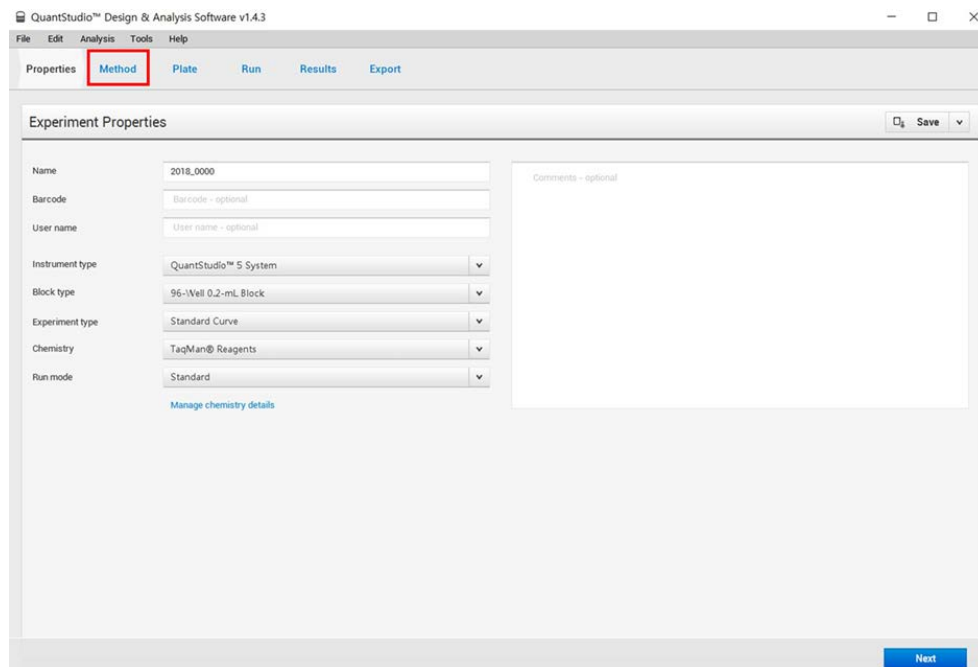 QuantStudio™ Design & Analysis Software v1.4.3
File Edit Analysis Tools Help
Properties Method Plate Run Results Export
Experiment Properties
Save
Name 2018_0000
Comments - optional
Barcode Barcode - optional
User name User name - optional
Instrument type QuantStudio™ 5 System
Block type 96-Well 0.2-mL Block
Experiment type Standard Curve
Chemistry TaqMan® Reagents
Run mode Standard
Manage chemistry details
Next